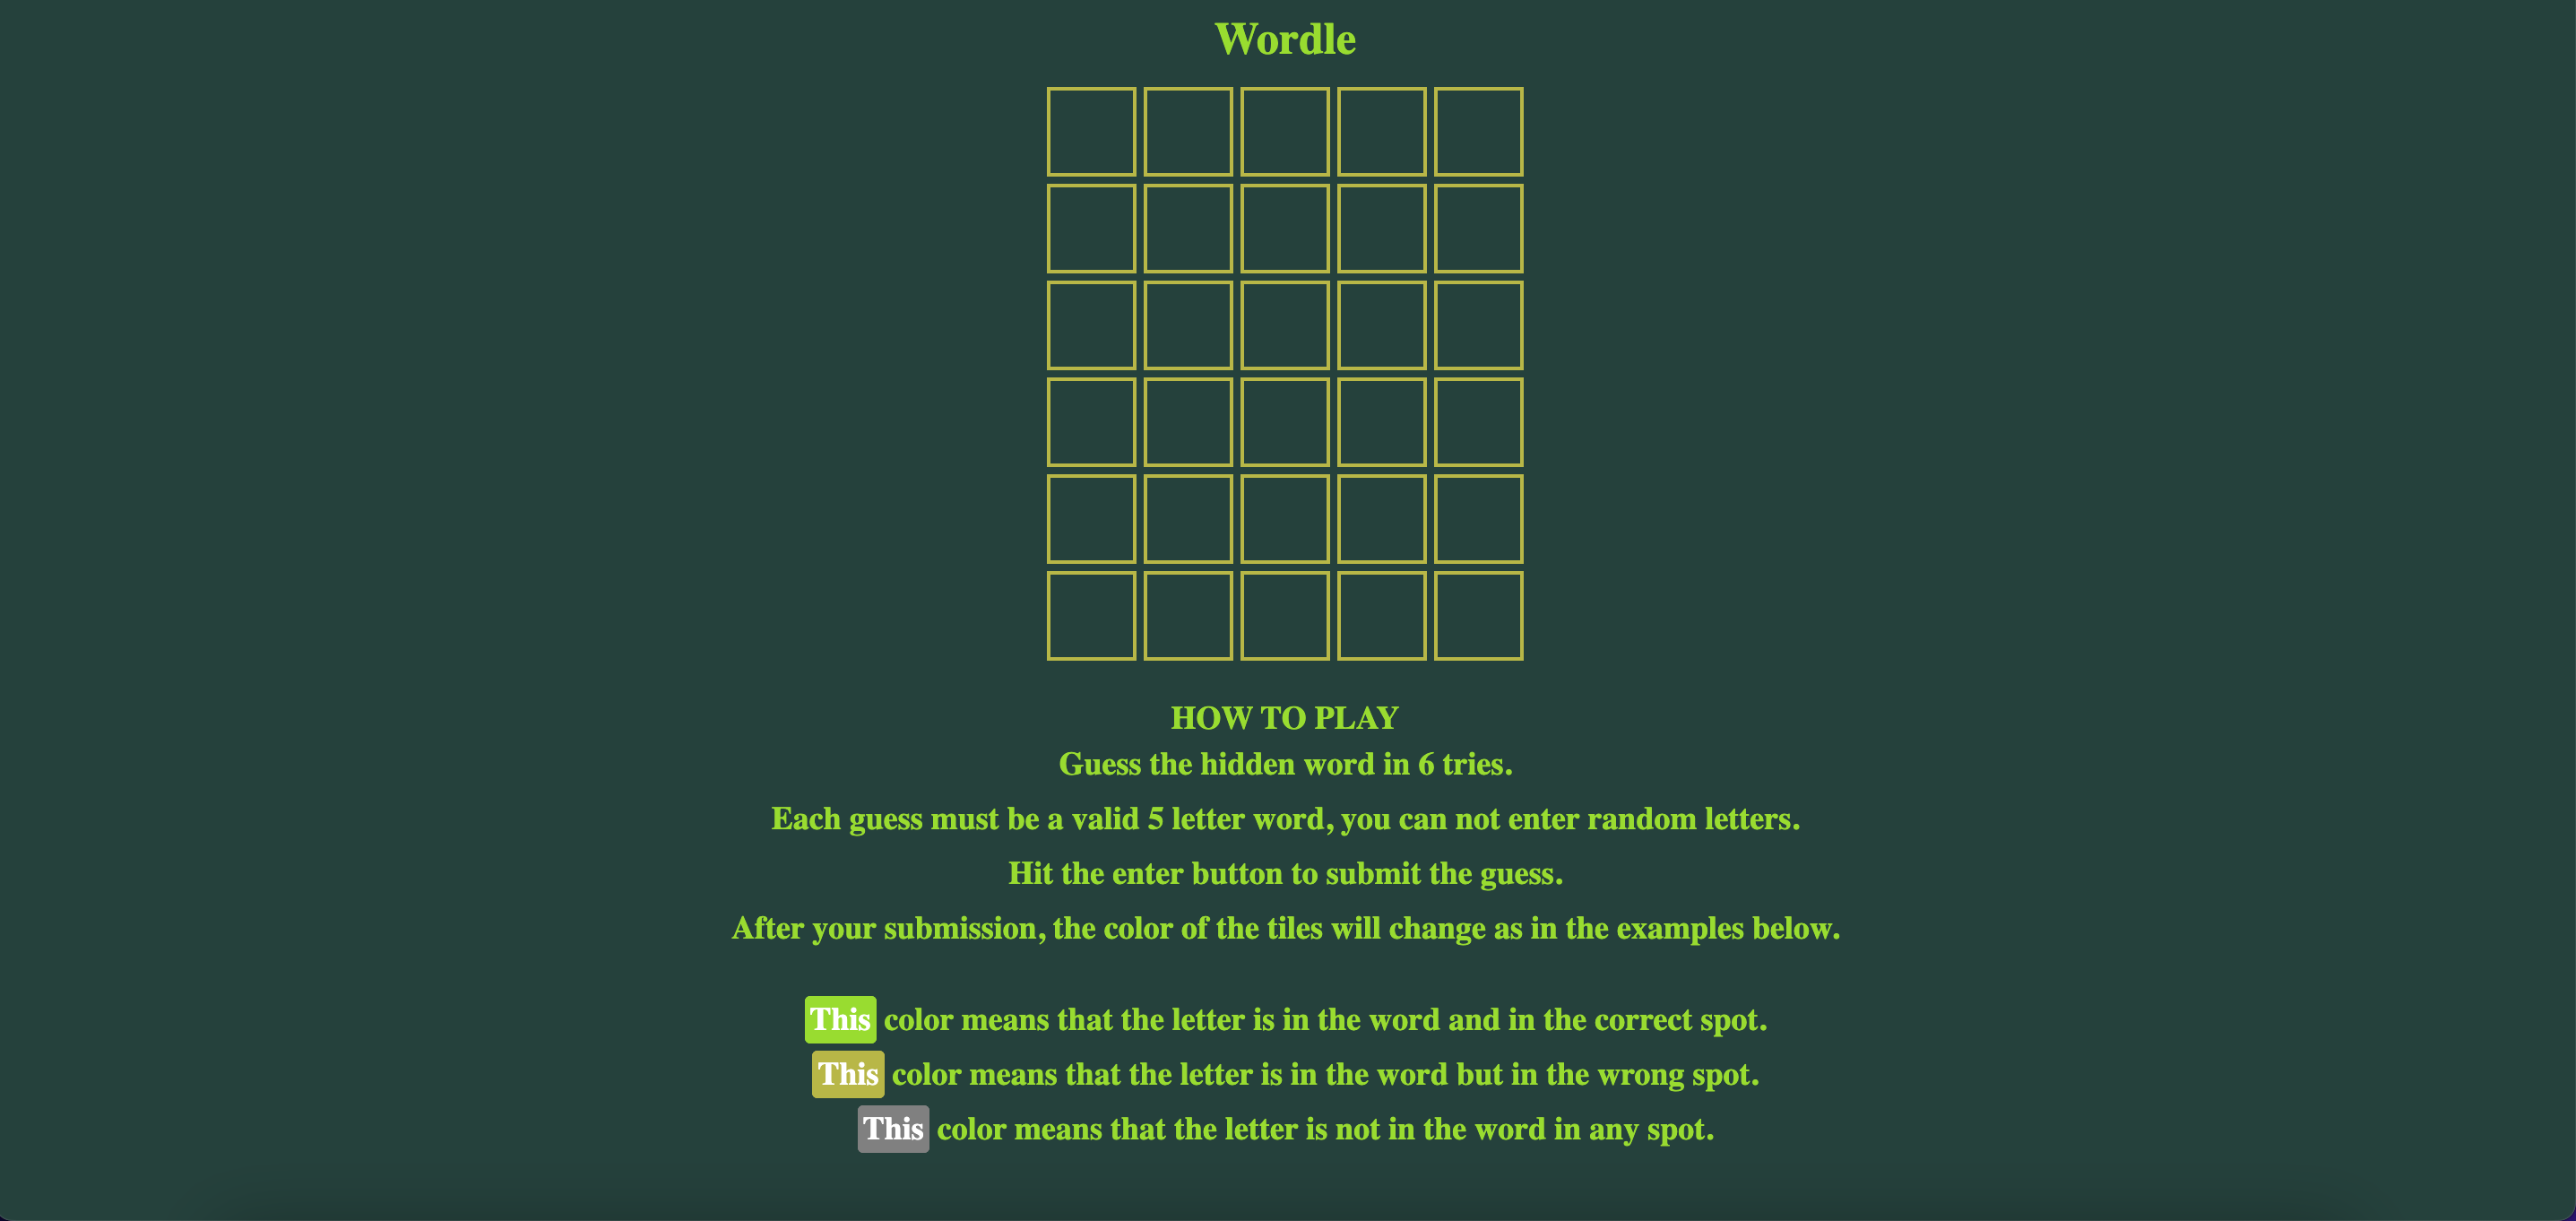 Wordle
HOW TO PLAY
Guess the hidden word in 6 tries.
Each guess must be a valid 5 letter word, you can not enter random letters.
Hit the enter button to submit the guess.
After your submission, the color of the tiles will change as in the examples below.
This color means that the letter is in the word and in the correct spot.
This color means that the letter is in the word but in the wrong spot.
This color means that the letter is not in the word in any spot.